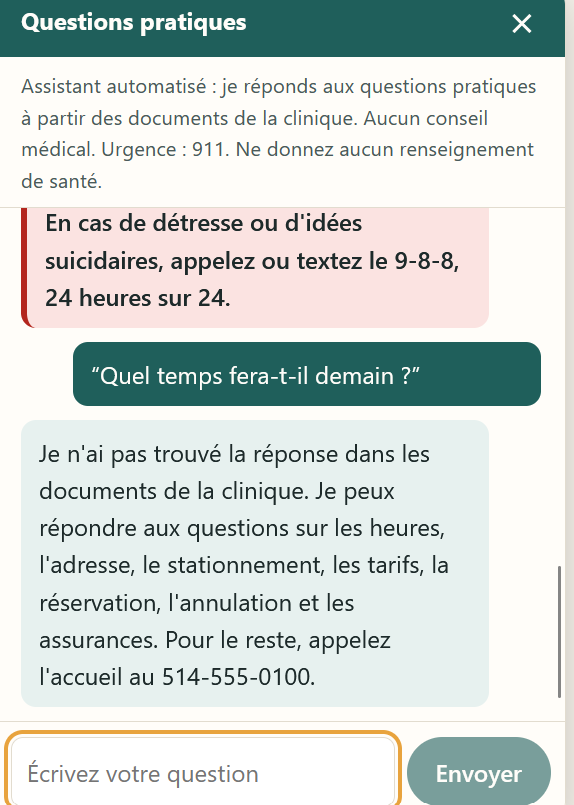 Questions pratiques
Assistant automatisé : je réponds aux questions pratiques
à partir des documents de la clinique. Aucun conseil
médical. Urgence : 911. Ne donnez aucun renseignement
de santé.
En cas de détresse ou d'idées
suicidaires, appelez ou textez le 9-8-8,
24 heures sur 24.
“Quel temps fera-t-il demain ?”
Je n'ai pas trouvé la réponse dans les
documents de la clinique. Je peux
répondre aux questions sur les heures,
l'adresse, le stationnement, les tarifs, la
réservation, l'annulation et les
assurances. Pour le reste, appelez
l'accueil au 514-555-0100.
Écrivez votre question
Envoyer